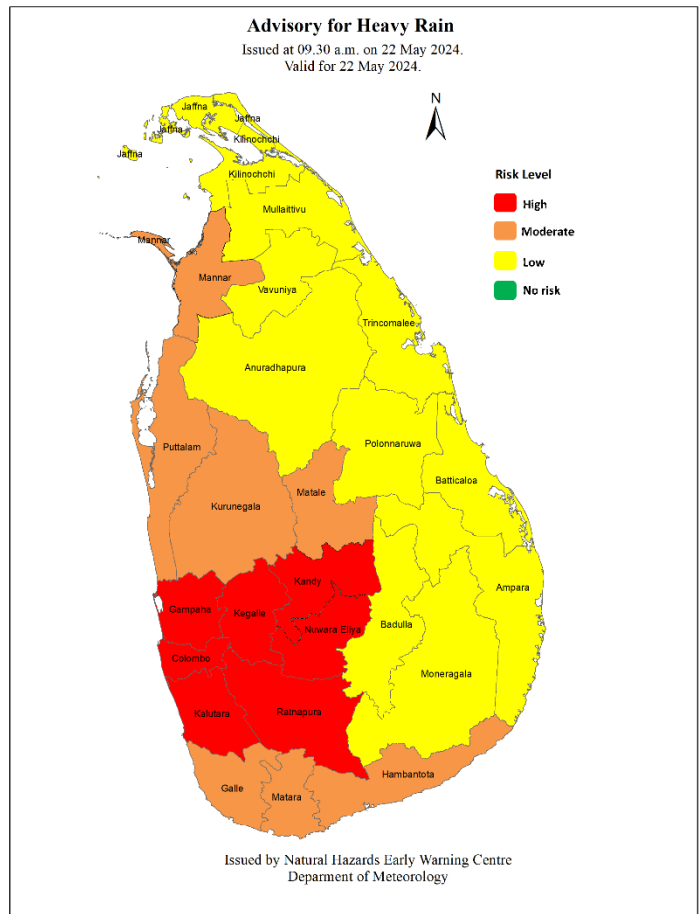 Advisory for Heavy Rain
Issued at 09.30 a.m. on 22 May 2024.
Valid for 22 May 2024.
N
Risk Level
High
Moderate
Low
No risk
Jaffna
Jaffna
Jaffna
Kilinochchi
Jaffna
Kilinochchi
Mullaittivu
Mannar
Mannar
Vavuniya
Trincomalee
Anuradhapura
Polonnaruwa
Puttalam
Batticaloa
Matale
Kurunegala
Kandy
Ampara
Gampaha
Kegalle
Badulla
Nuwara Eliya
Colombo
Moneragala
Kalutara
Ratnapura
Hambantota
Galle
Matara
Issued by Natural Hazards Early Warning Centre
Deparment of Meteorology